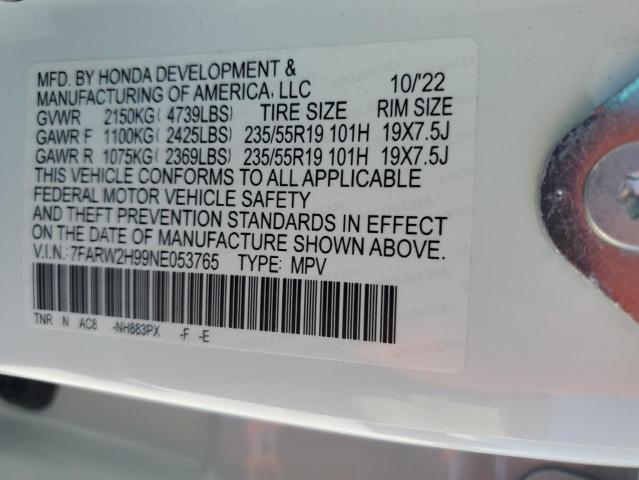 MFD. BY HONDA DEVELOPMENT &
MANUFACTURING OF AMERICA, LLC 10/'22
GVWR 2150KG( 4739LBS) TIRE SIZE RIM SIZE
GAWR F 1100KG( 2425LBS) 235/55R19 101H 19X7.5J
GAWR R 1075KG( 2369LBS) 235/55R19 101H 19X7.5J
THIS VEHICLE CONFORMS TO ALL APPLICABLE
FEDERAL MOTOR VEHICLE SAFETY
AND THEFT PREVENTION STANDARDS IN EFFECT
ON THE DATE OF MANUFACTURE SHOWN ABOVE.
V.I.N.:7FARW2H99NE053765 TYPE: MPV
TNR N AC8 -NH883PX -F -E